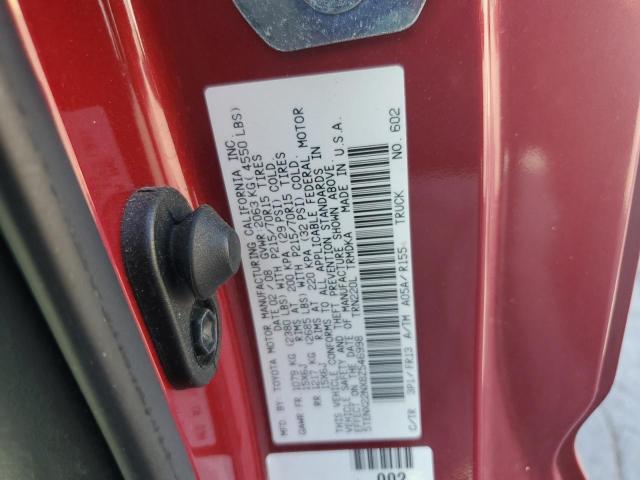 MFD. BY: TOYOTA MOTOR MANUFACTURING CALIFORNIA INC.
DATE 02/08 GVWR: 2063 KG (4550 LBS)
GAWR FR 1079 KG (2380 LBS) WITH P215/70R15 TIRES
15X6J RIMS AT 200 KPA (29 PSI) COLD.
RR 1217 KG (2685 LBS) WITH P215/70R15 TIRES
15X6J RIMS AT 220 KPA (32 PSI) COLD.
THIS VEHICLE CONFORMS TO ALL APPLICABLE FEDERAL MOTOR
VEHICLE SAFETY AND THEFT PREVENTION STANDARDS IN
EFFECT ON THE DATE OF MANUFACTURE SHOWN ABOVE.
5TENX22NX8Z546998 TRN220L TRMDKA MADE IN U.S.A.
C/TR 3P1/FR13 A/TM A05A/R155 TRUCK NO. 602
003